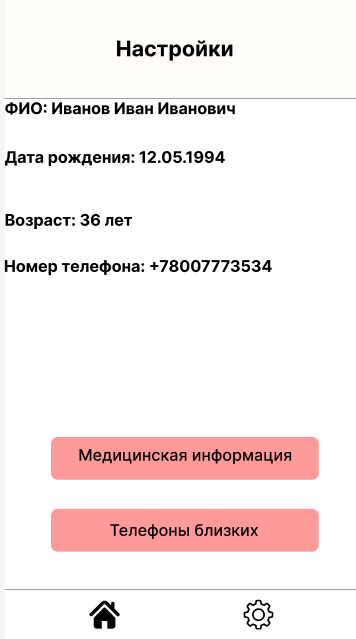 Настройки
ФИО: Иванов Иван Иванович
Дата рождения: 12.05.1994
Возраст: 36 лет
Номер телефона: +78007773534
Медицинская информация
Телефоны близких